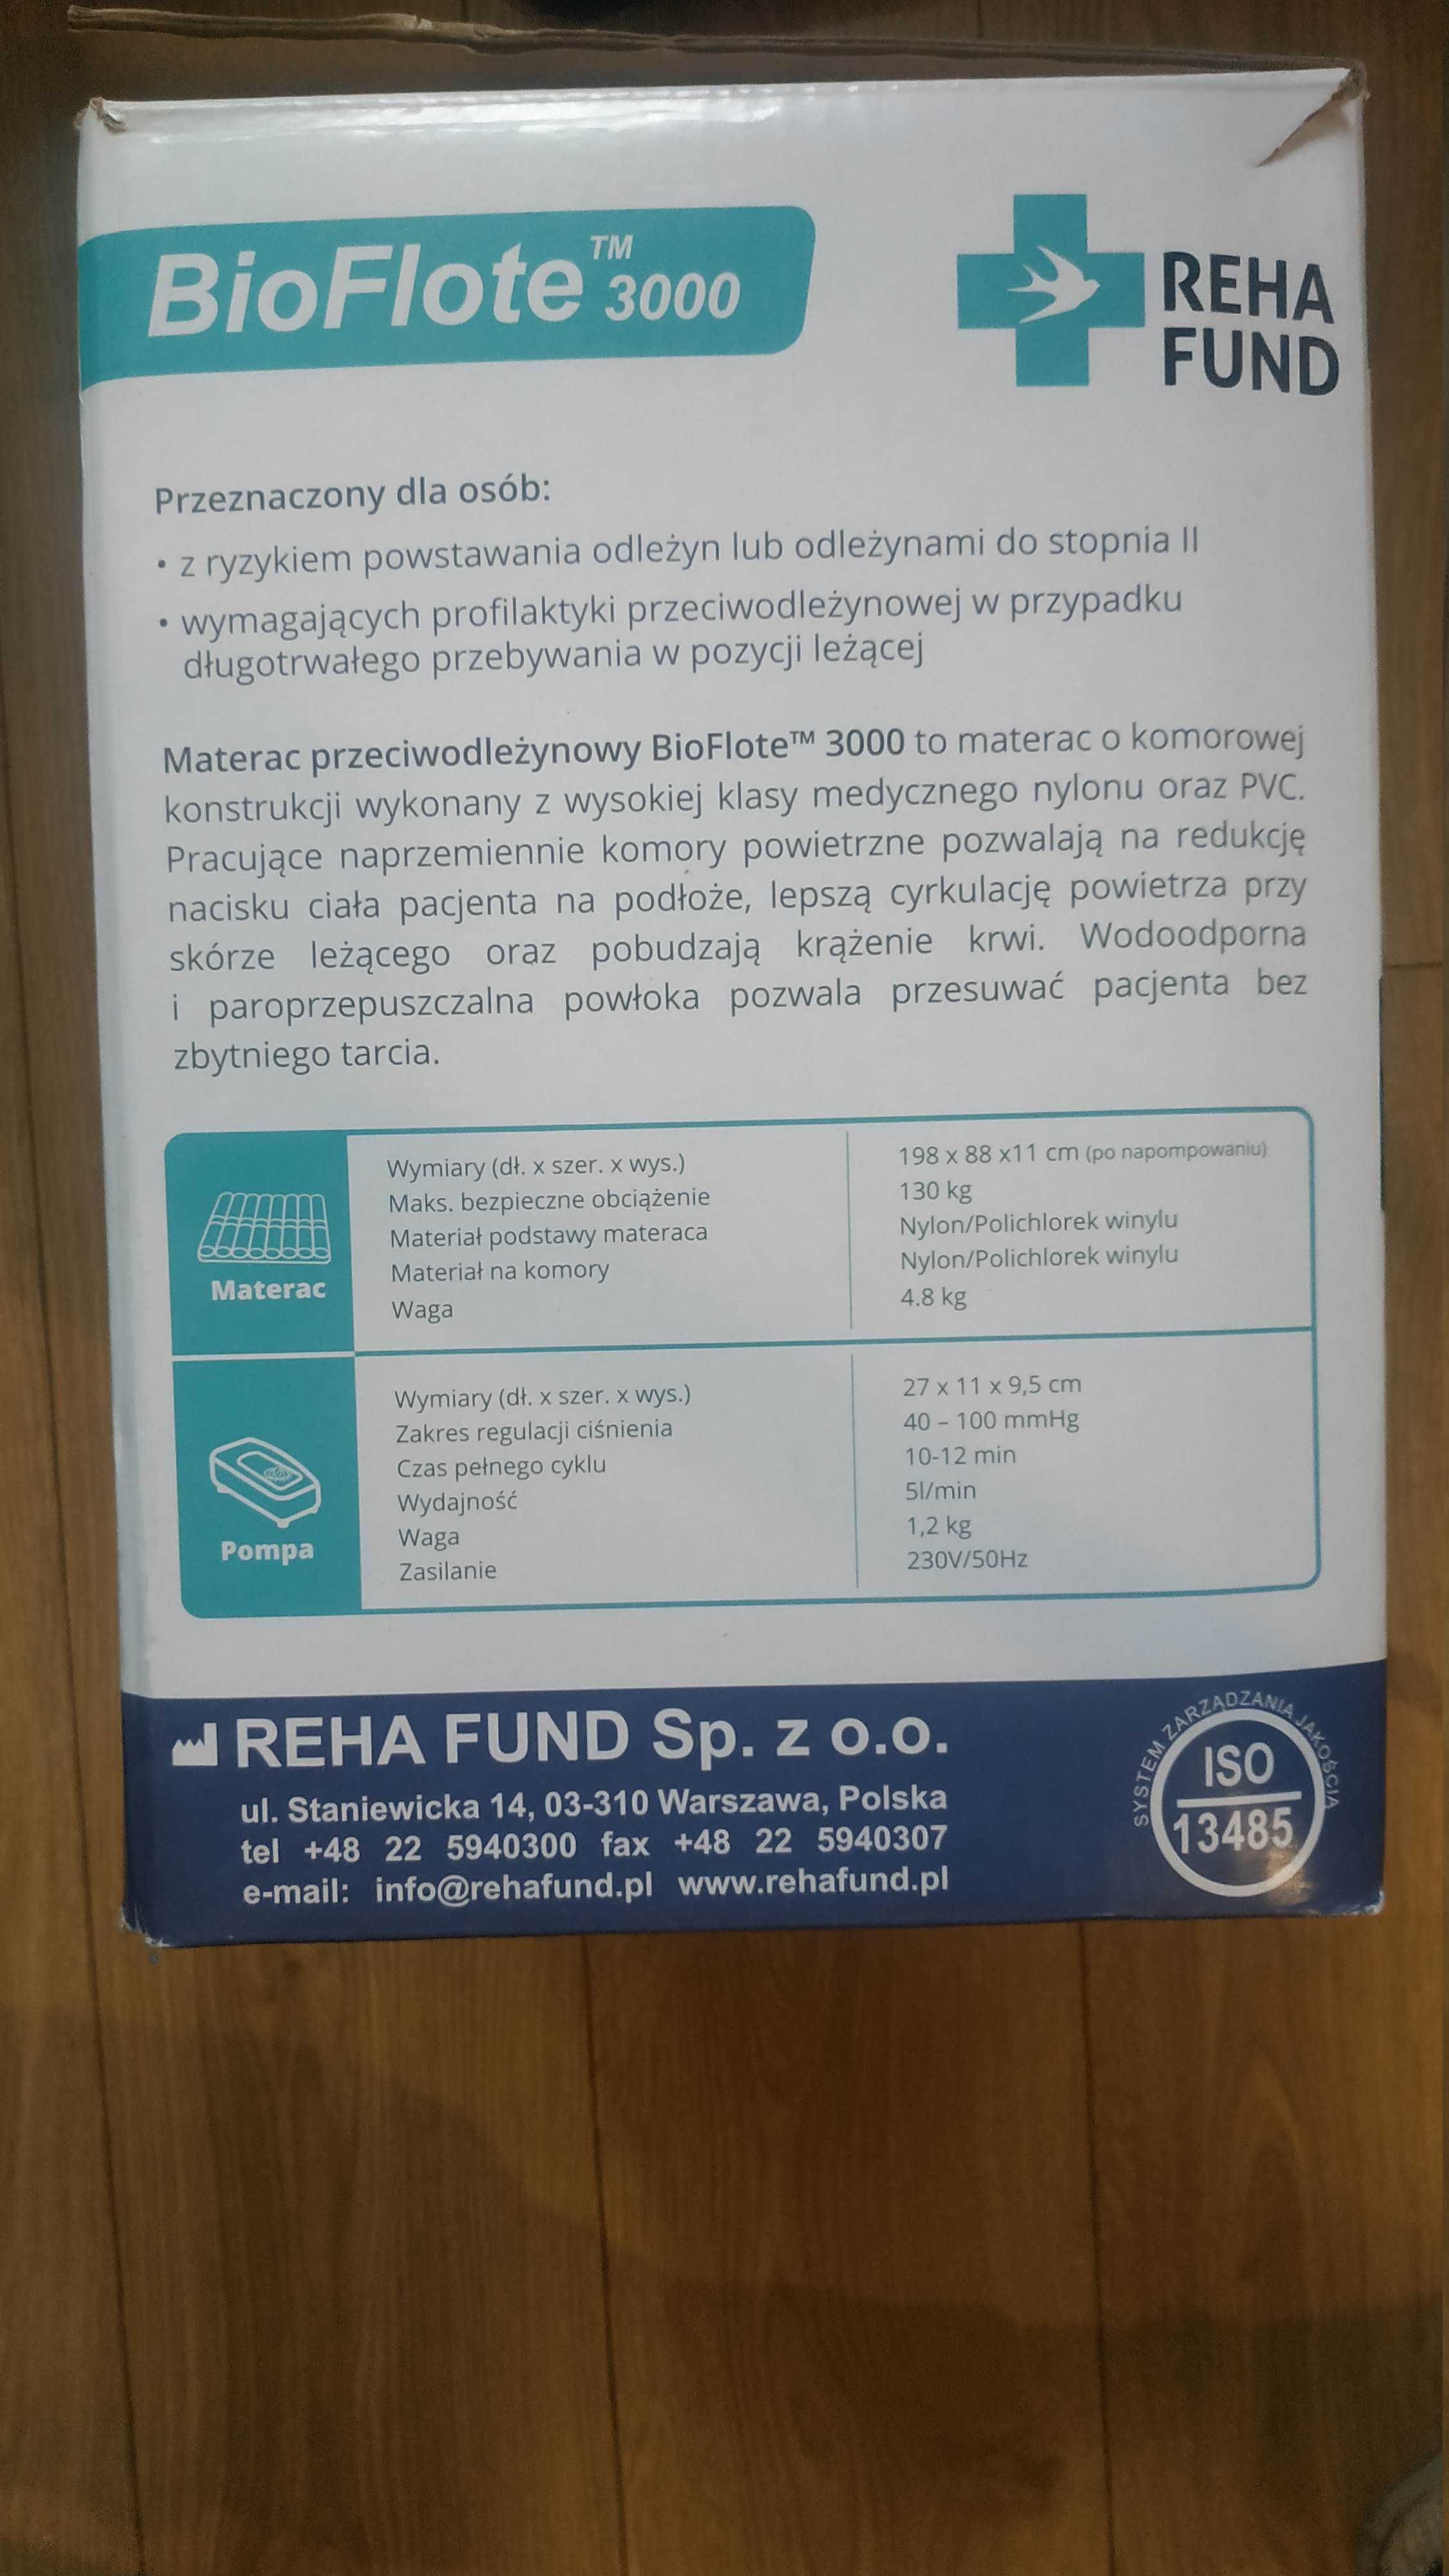 BioFlote™ 3000
REHA
FUND
Przeznaczony dla osób:
• z ryzykiem powstawania odleżyn lub odleżynami do stopnia II
• wymagających profilaktyki przeciwodleżynowej w przypadku
długotrwałego przebywania w pozycji leżącej
Materac przeciwodleżynowy BioFlote™ 3000 to materac o komorowej
konstrukcji wykonany z wysokiej klasy medycznego nylonu oraz PVC.
Pracujące naprzemiennie komory powietrzne pozwalają na redukcję
nacisku ciała pacjenta na podłoże, lepszą cyrkulację powietrza przy
skórze leżącego oraz pobudzają krążenie krwi. Wodoodporna
i paroprzepuszczalna powłoka pozwala przesuwać pacjenta bez
zbytniego tarcia.
Materac
Wymiary (dł. x szer. x wys.) 198 x 88 x11 cm (po napompowaniu)
Maks. bezpieczne obciążenie 130 kg
Materiał podstawy materaca Nylon/Polichlorek winylu
Materiał na komory Nylon/Polichlorek winylu
Waga 4.8 kg
Pompa
Wymiary (dł. x szer. x wys.) 27 x 11 x 9,5 cm
Zakres regulacji ciśnienia 40 – 100 mmHg
Czas pełnego cyklu 10-12 min
Wydajność 5l/min
Waga 1,2 kg
Zasilanie 230V/50Hz
REHA FUND Sp. z o.o.
ul. Staniewicka 14, 03-310 Warszawa, Polska
tel +48 22 5940300 fax +48 22 5940307
e-mail: info@rehafund.pl www.rehafund.pl
SYSTEM ZARZĄDZANIA JAKOŚCIĄ
ISO
13485